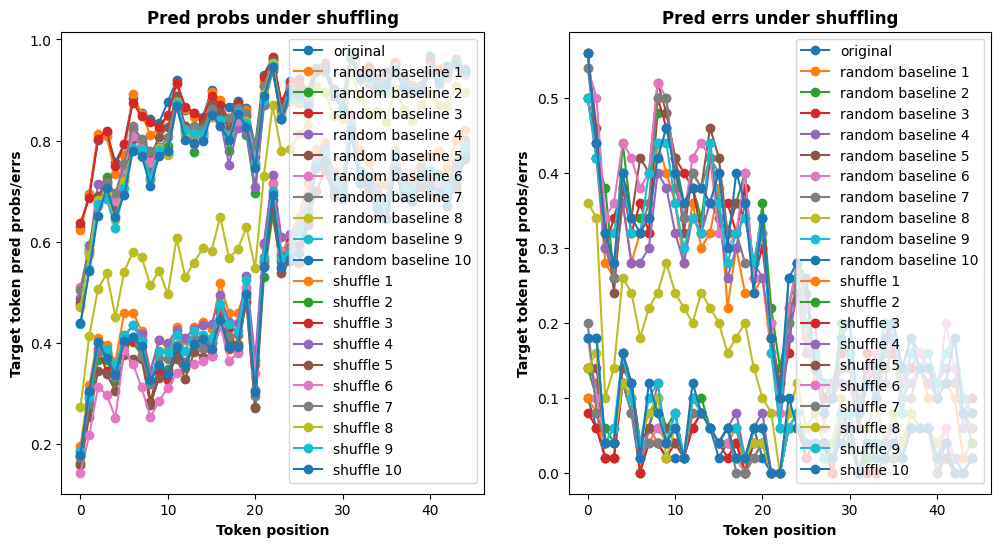 Pred probs under shuffling
Target token pred probs/errs
1.0
0.8
0.6
0.4
0.2
0
10
20
30
40
Token position
original
random baseline 1
random baseline 2
random baseline 3
random baseline 4
random baseline 5
random baseline 6
random baseline 7
random baseline 8
random baseline 9
random baseline 10
shuffle 1
shuffle 2
shuffle 3
shuffle 4
shuffle 5
shuffle 6
shuffle 7
shuffle 8
shuffle 9
shuffle 10
Pred errs under shuffling
Target token pred probs/errs
0.5
0.4
0.3
0.2
0.1
0.0
0
10
20
30
40
Token position
original
random baseline 1
random baseline 2
random baseline 3
random baseline 4
random baseline 5
random baseline 6
random baseline 7
random baseline 8
random baseline 9
random baseline 10
shuffle 1
shuffle 2
shuffle 3
shuffle 4
shuffle 5
shuffle 6
shuffle 7
shuffle 8
shuffle 9
shuffle 10